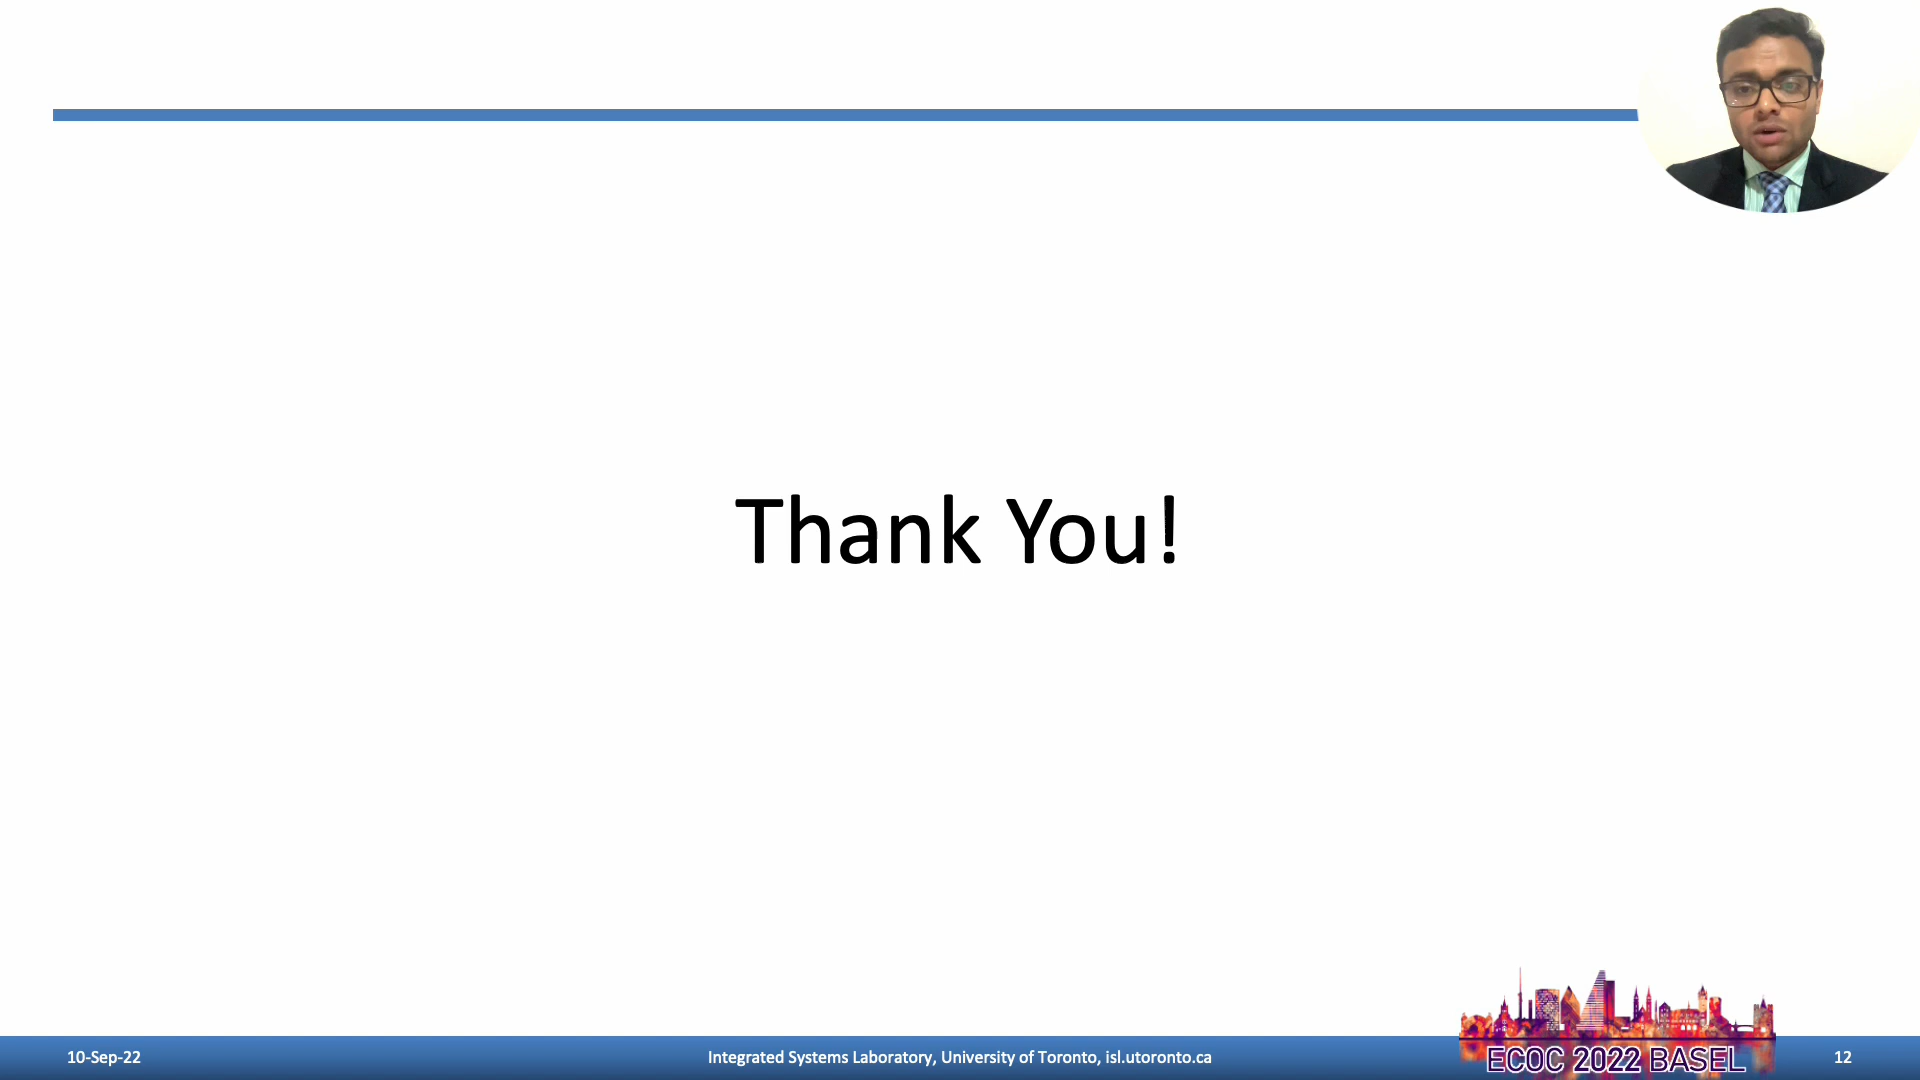 Thank You!
10-Sep-22
Integrated Systems Laboratory, University of Toronto, isl.utoronto.ca
ECOC 2022 BASEL
12